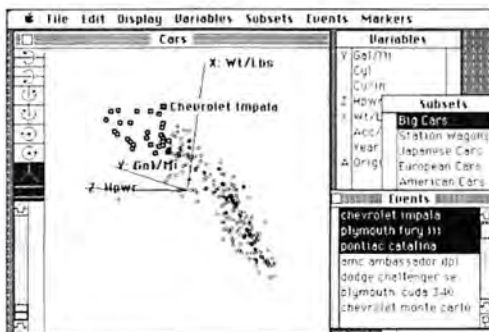 File Edit Display Variables Subsets Events Markers
Cars
X: Wt/Lbs
Chevrolet Impala
Y: Gal/Mi
Z: Hpwr
Variables
Y Gal/Mi
Cyl
Cu/In
Z Hpwr
X Wt/L
Acc/
Year
A Orig
Subsets
Big Cars
Station Wagons
Japanese Cars
European Cars
American Cars
Events
chevrolet impala
plymouth fury iii
pontiac catalina
amc ambassador dpl
dodge challenger se
plymouth 'cuda 340
chevrolet monte carlo